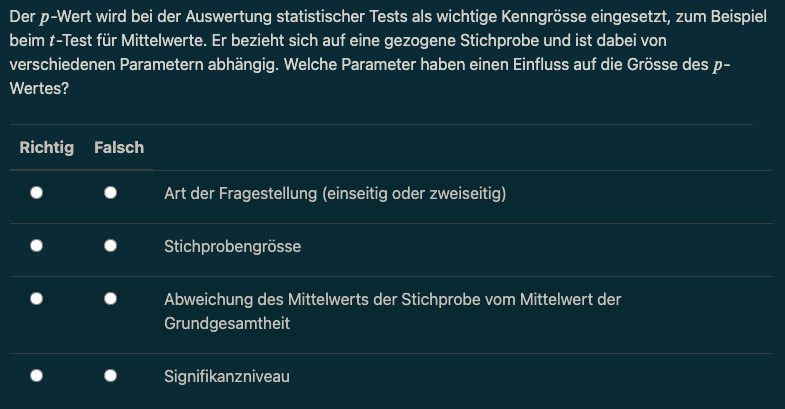 Der p-Wert wird bei der Auswertung statistischer Tests als wichtige Kenngrösse eingesetzt, zum Beispiel
beim t-Test für Mittelwerte. Er bezieht sich auf eine gezogene Stichprobe und ist dabei von
verschiedenen Parametern abhängig. Welche Parameter haben einen Einfluss auf die Grösse des p-
Wertes?
Richtig Falsch
Art der Fragestellung (einseitig oder zweiseitig)
Stichprobengrösse
Abweichung des Mittelwerts der Stichprobe vom Mittelwert der
Grundgesamtheit
Signifikanzniveau